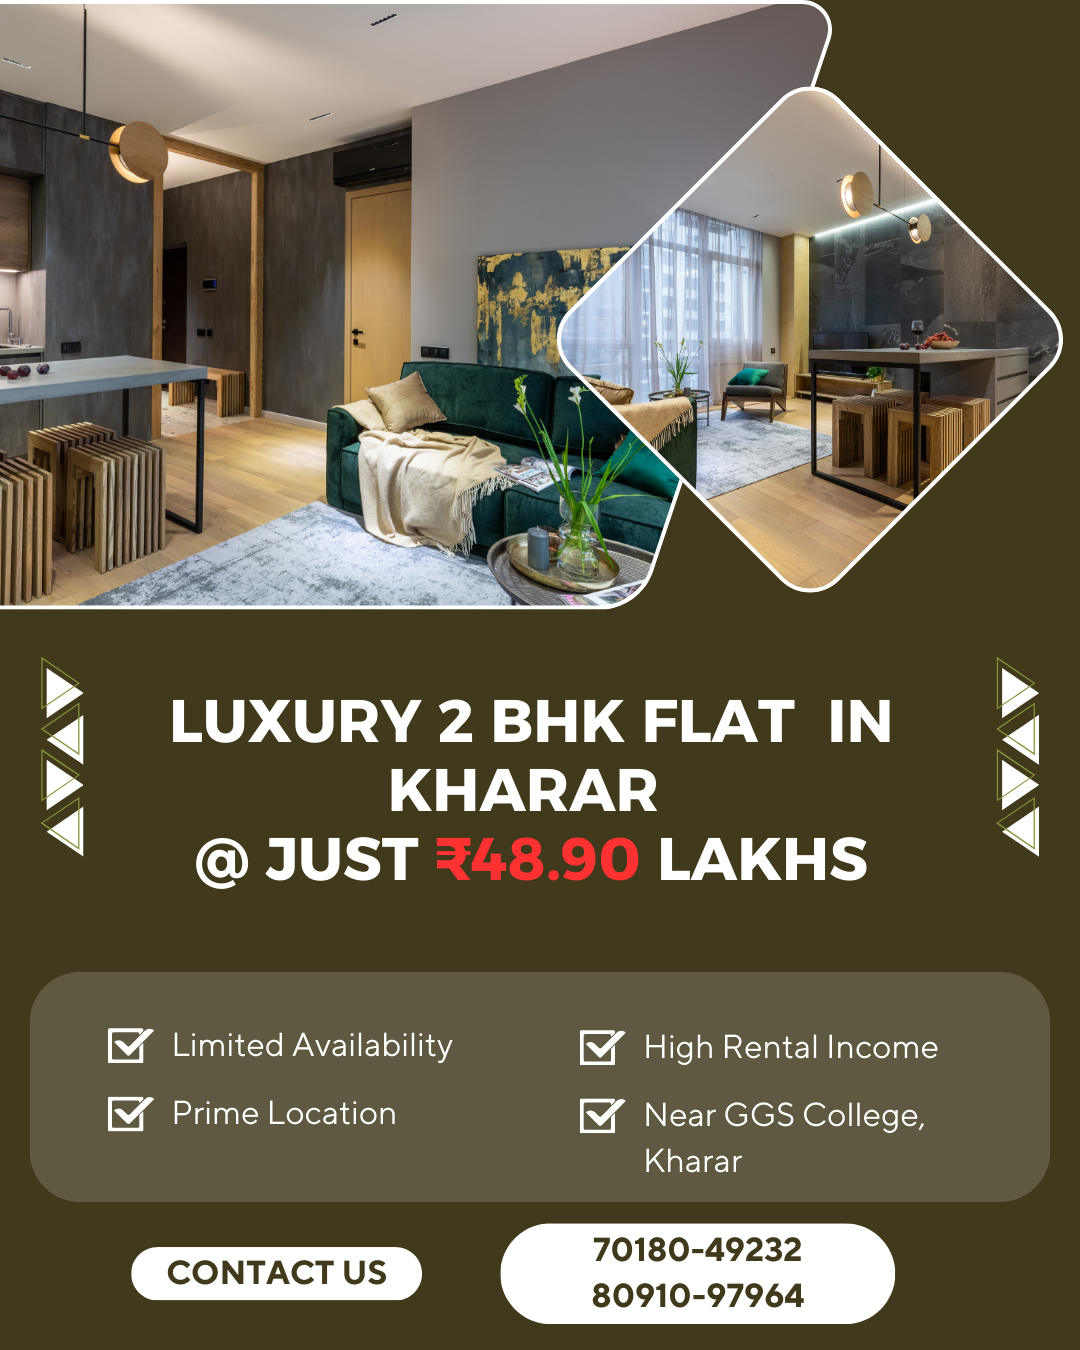 LUXURY 2 BHK FLAT IN
KHARAR
@ JUST ₹48.90 LAKHS
Limited Availability
Prime Location
High Rental Income
Near GGS College,
Kharar
CONTACT US
70180-49232
80910-97964